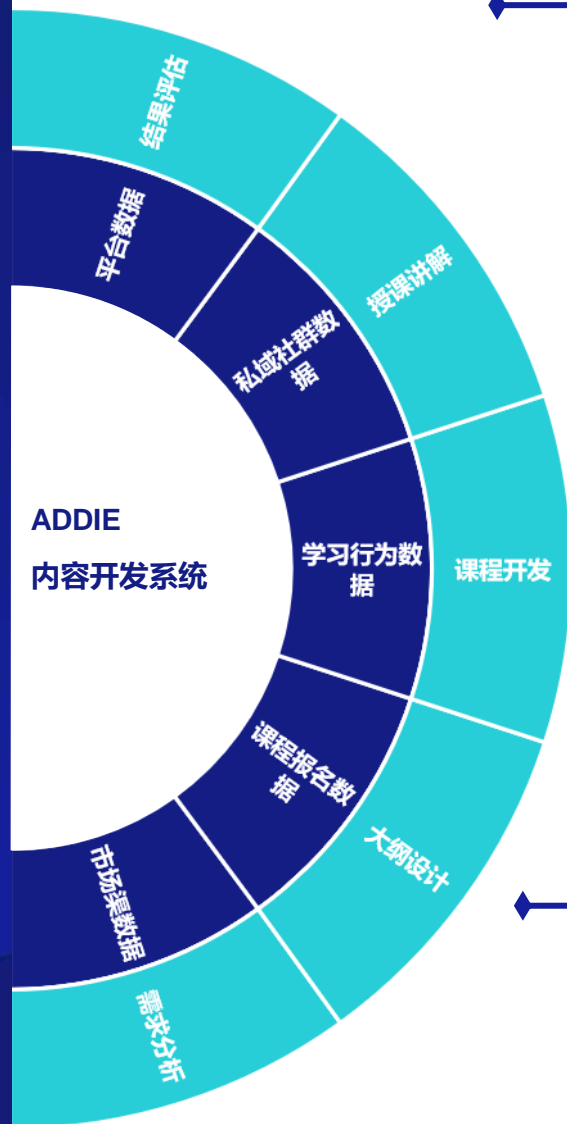 结果评估
平台数据
授课讲解
私域社群数
据
ADDIE
内容开发系统
学习行为数
据
课程开发
课程报名数
据
大纲设计
市场渠数据
需求分析